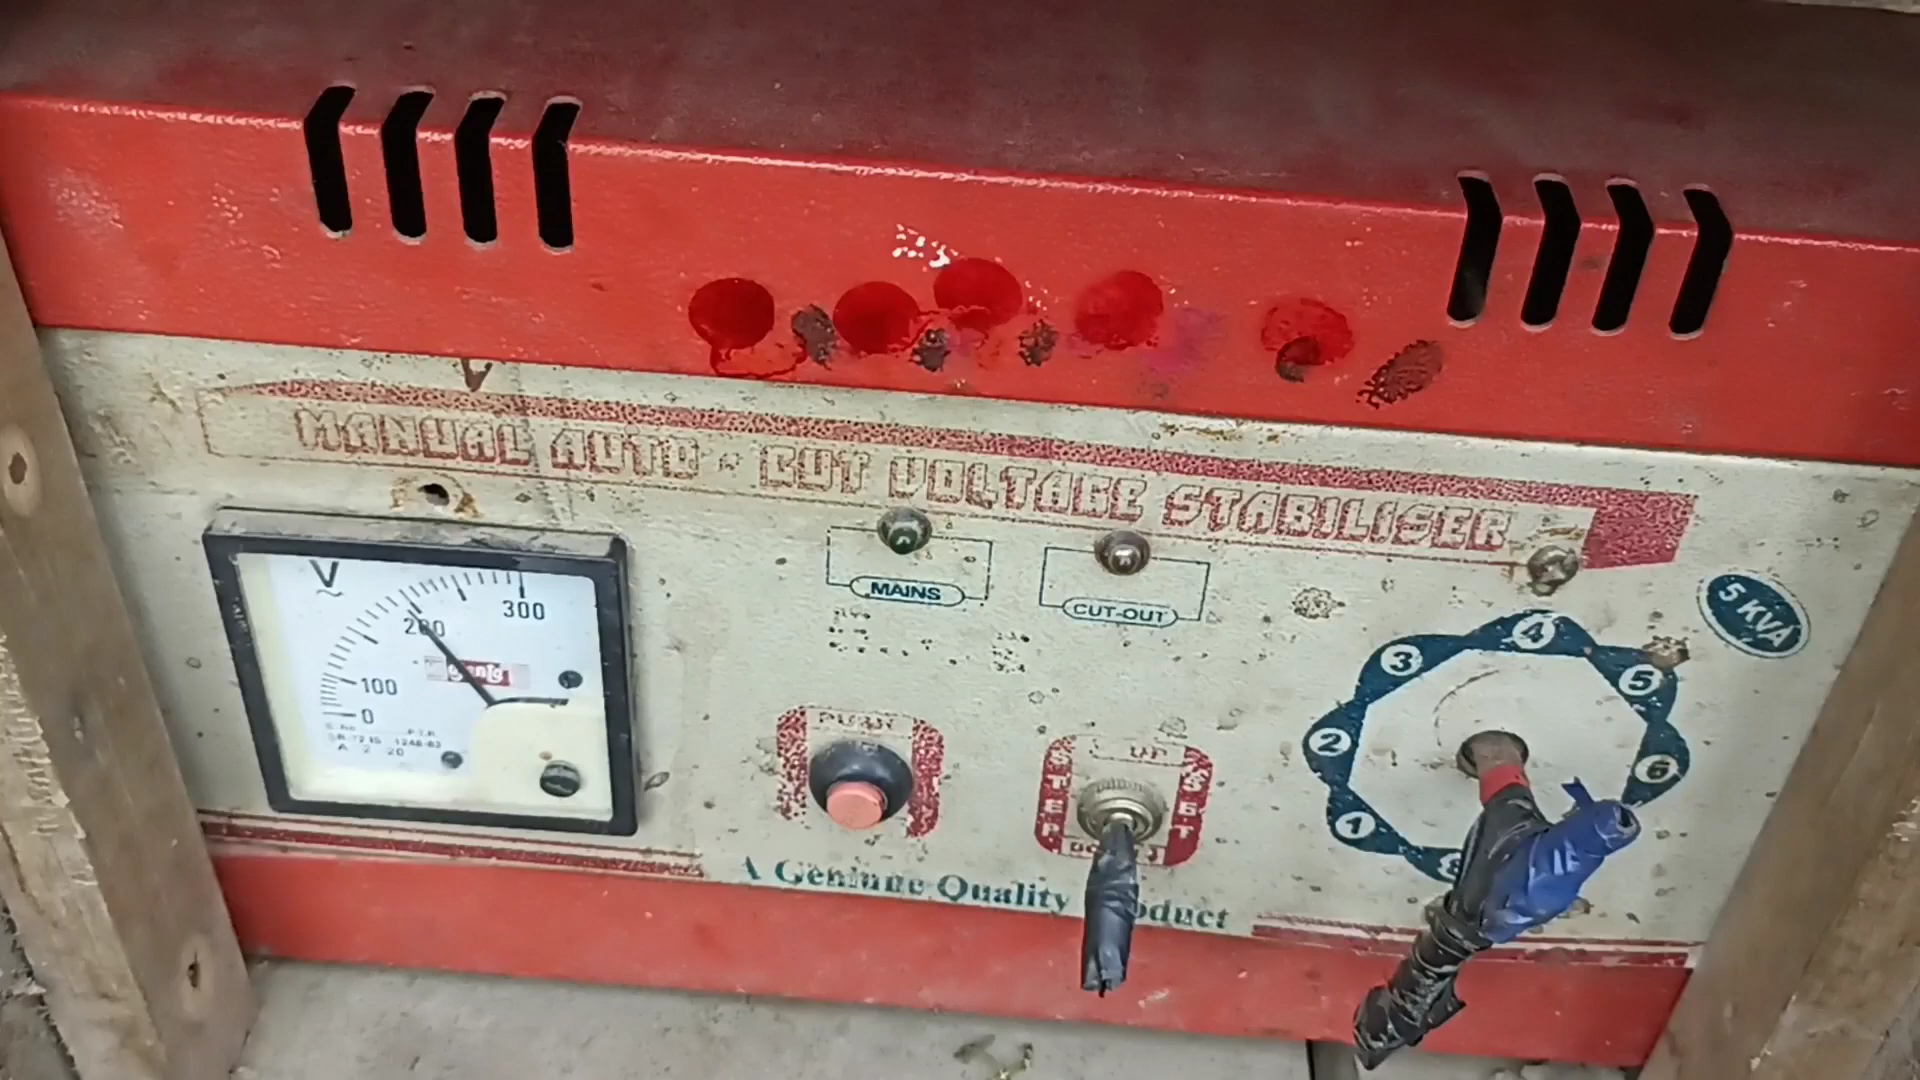 MANUAL AUTO - CUT VOLTAGE STABILISER
V
300
200
100
0
MAINS
CUT-OUT
5 KVA
4
3
5
2
6
1
PUSH
UP
STEP
SET
A Geninue Quality